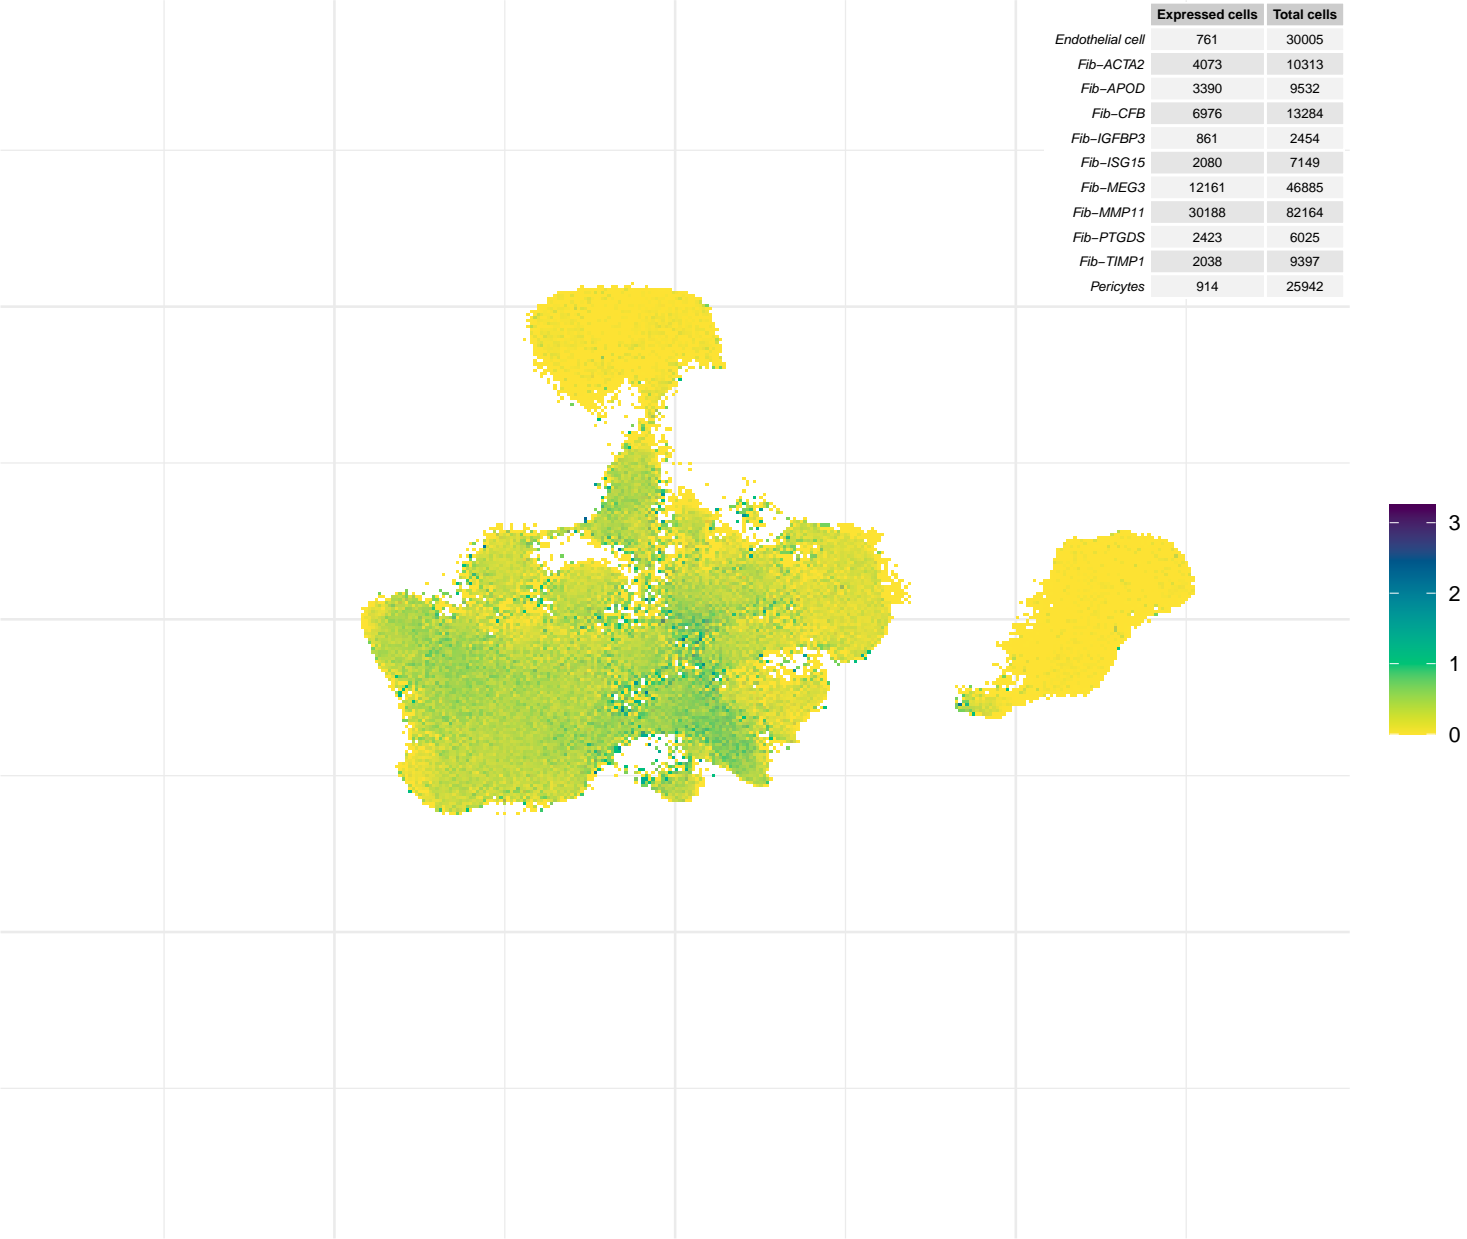 Expressed cells Total cells
Endothelial cell 761 30005
Fib−ACTA2 4073 10313
Fib−APOD 3390 9532
Fib−CFB 6976 13284
Fib−IGFBP3 861 2454
Fib−ISG15 2080 7149
Fib−MEG3 12161 46885
Fib−MMP11 30188 82164
Fib−PTGDS 2423 6025
Fib−TIMP1 2038 9397
Pericytes 914 25942
3
2
1
0